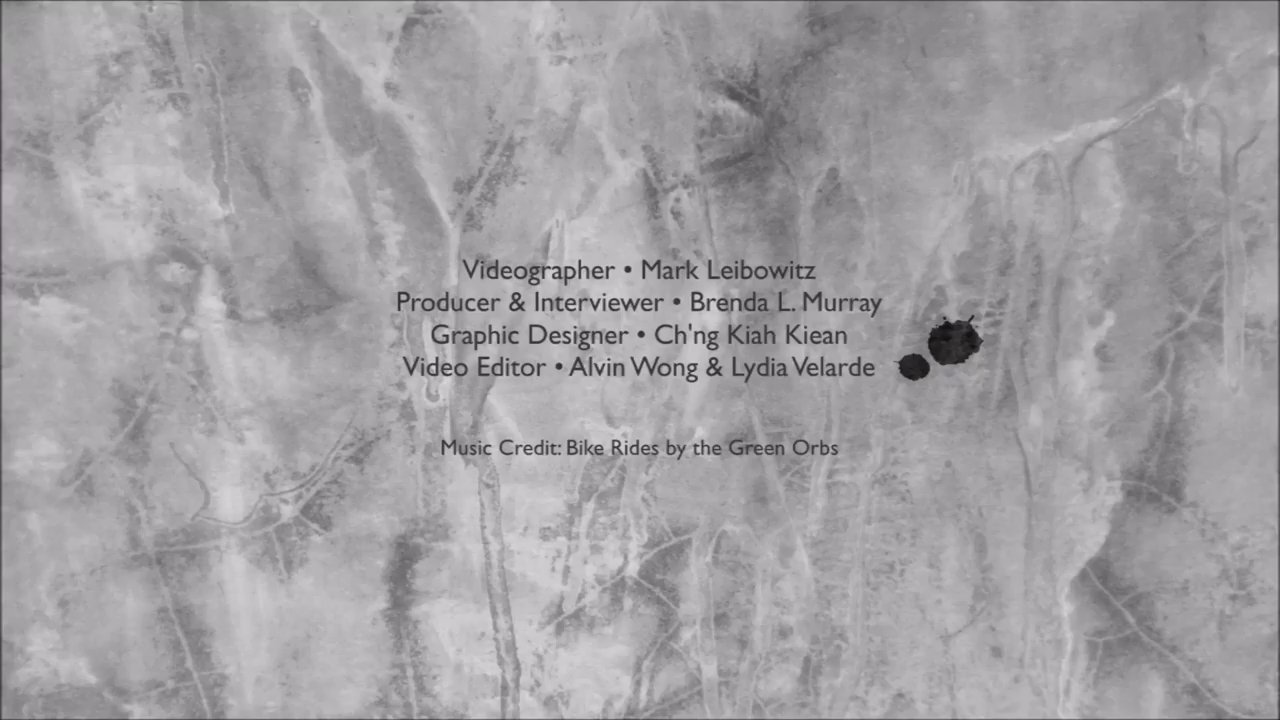 Videographer • Mark Leibowitz
Producer & Interviewer • Brenda L. Murray
Graphic Designer • Ch'ng Kiah Kiean
Video Editor • Alvin Wong & Lydia Velarde
Music Credit: Bike Rides by the Green Orbs